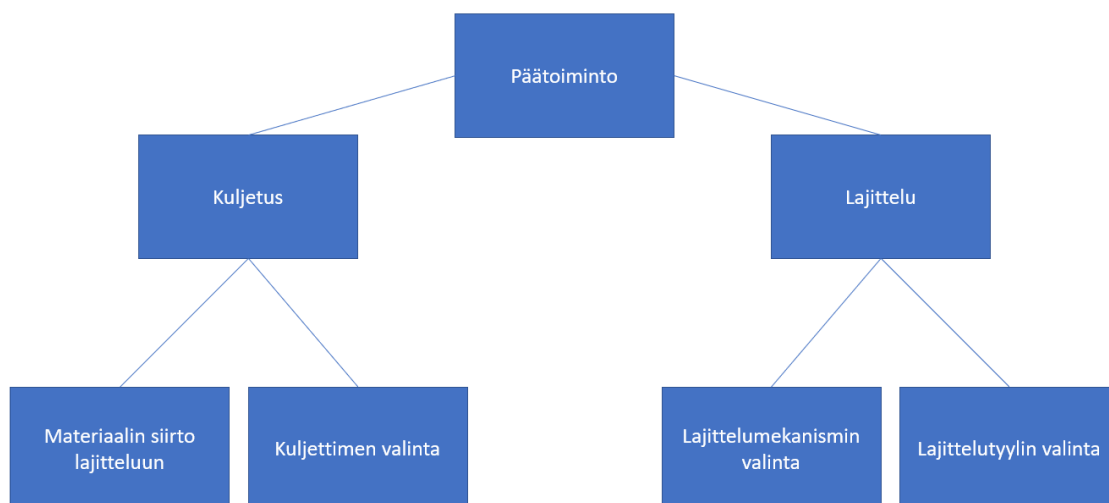 Päätoiminto
Kuljetus
Lajittelu
Materiaalin siirto
lajitteluun
Kuljettimen valinta
Lajittelumekanismin
valinta
Lajittelutyylin valinta